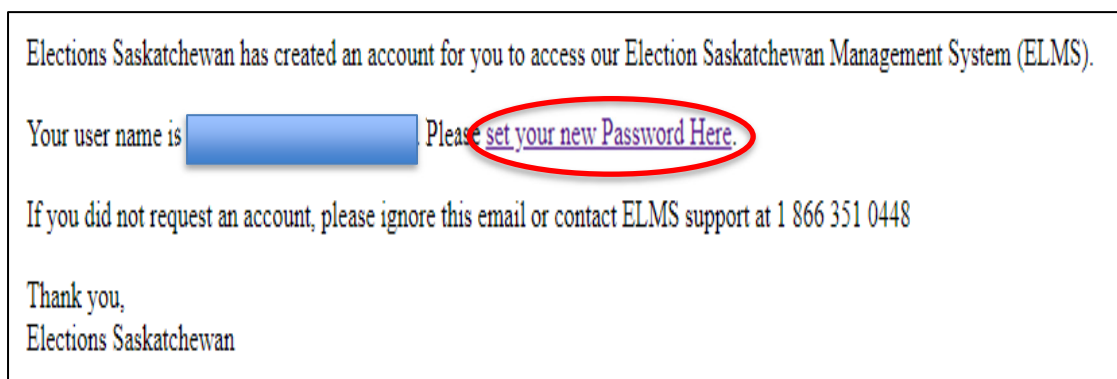 Elections Saskatchewan has created an account for you to access our Election Saskatchewan Management System (ELMS).
Your user name is . Please set your new Password Here.
If you did not request an account, please ignore this email or contact ELMS support at 1 866 351 0448
Thank you,
Elections Saskatchewan